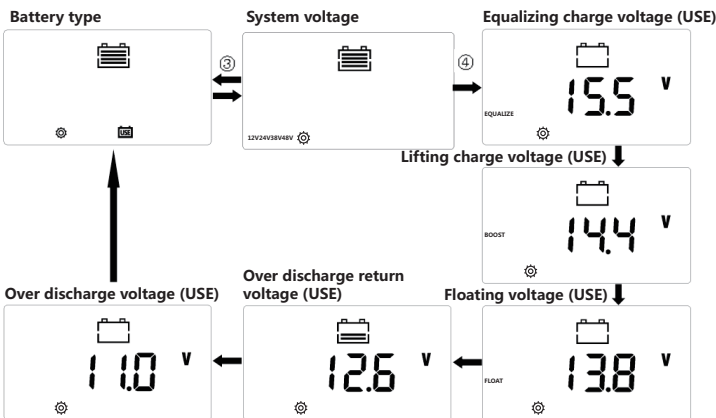 Battery type
System voltage
Equalizing charge voltage (USE)
③
④
USE
12V24V38V48V
EQUALIZE
15.5 V
Lifting charge voltage (USE)
BOOST
14.4 V
Over discharge voltage (USE)
Over discharge return
voltage (USE)
Floating voltage (USE)
11.0 V
12.6 V
FLOAT
13.8 V